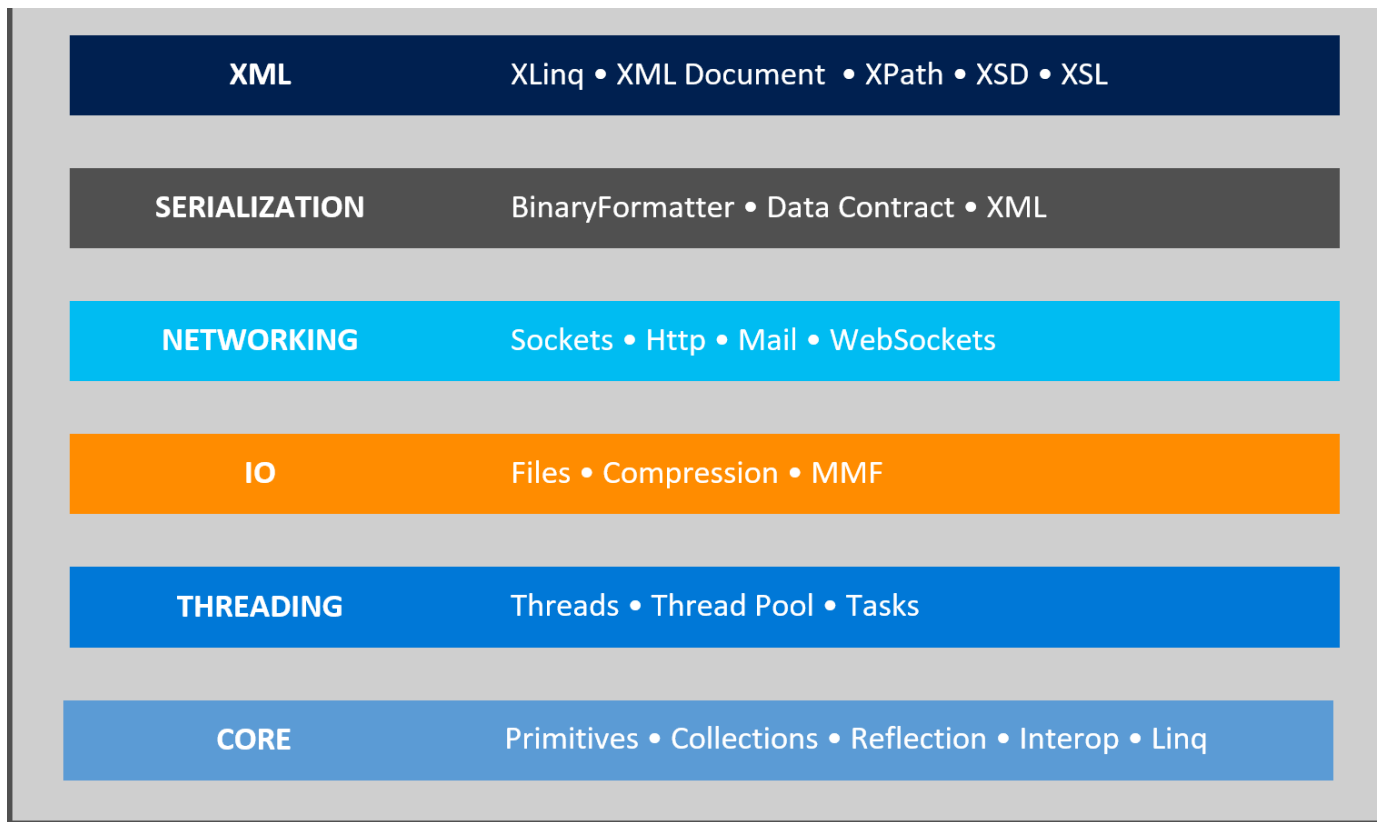 XML XLinq • XML Document • XPath • XSD • XSL
SERIALIZATION BinaryFormatter • Data Contract • XML
NETWORKING Sockets • Http • Mail • WebSockets
IO Files • Compression • MMF
THREADING Threads • Thread Pool • Tasks
CORE Primitives • Collections • Reflection • Interop • Linq